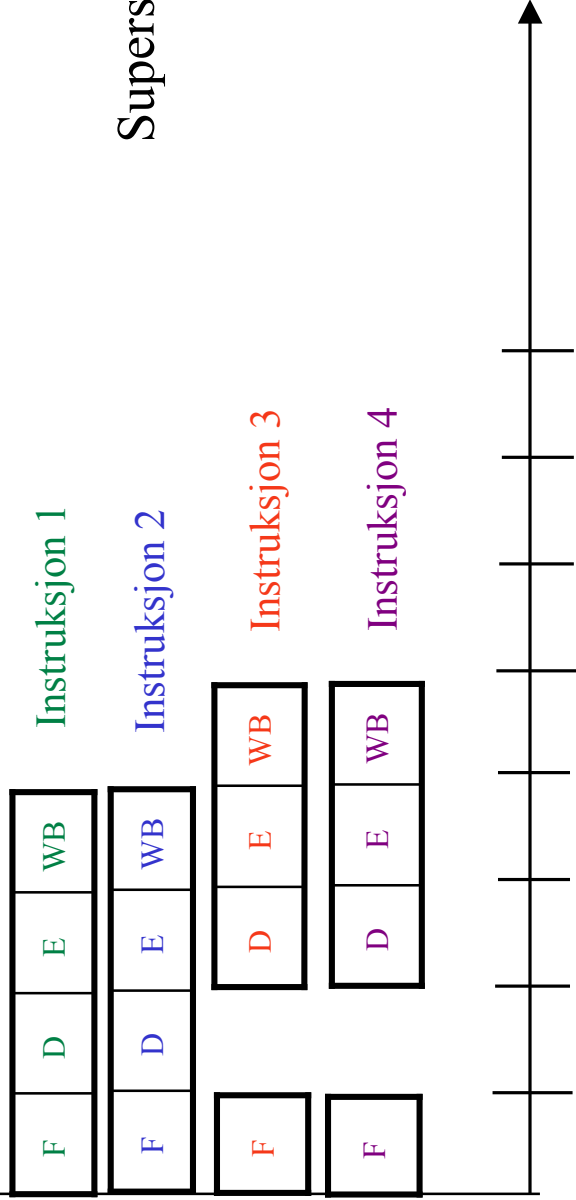 Supers
F D E WB Instruksjon 1
F D E WB Instruksjon 2
F D E WB Instruksjon 3
F D E WB Instruksjon 4